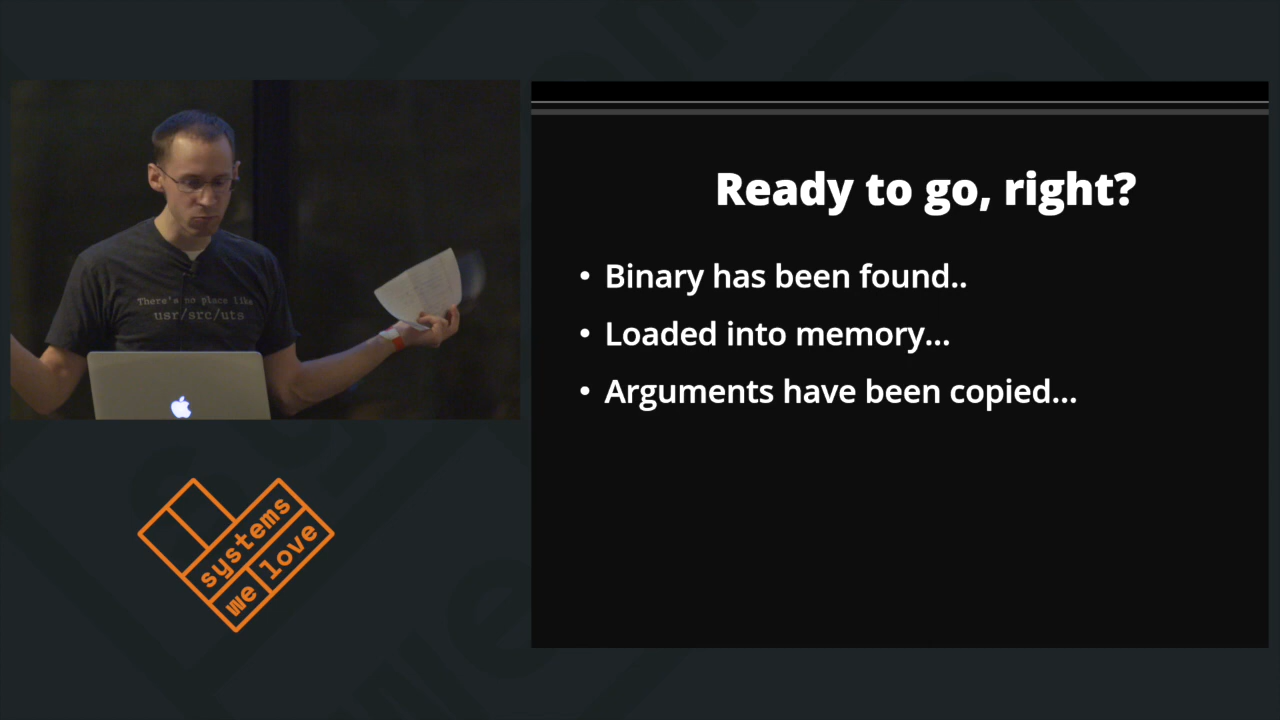 There's no place like
usr/src/uts
Ready to go, right?
• Binary has been found..
• Loaded into memory...
• Arguments have been copied...
systems
we love